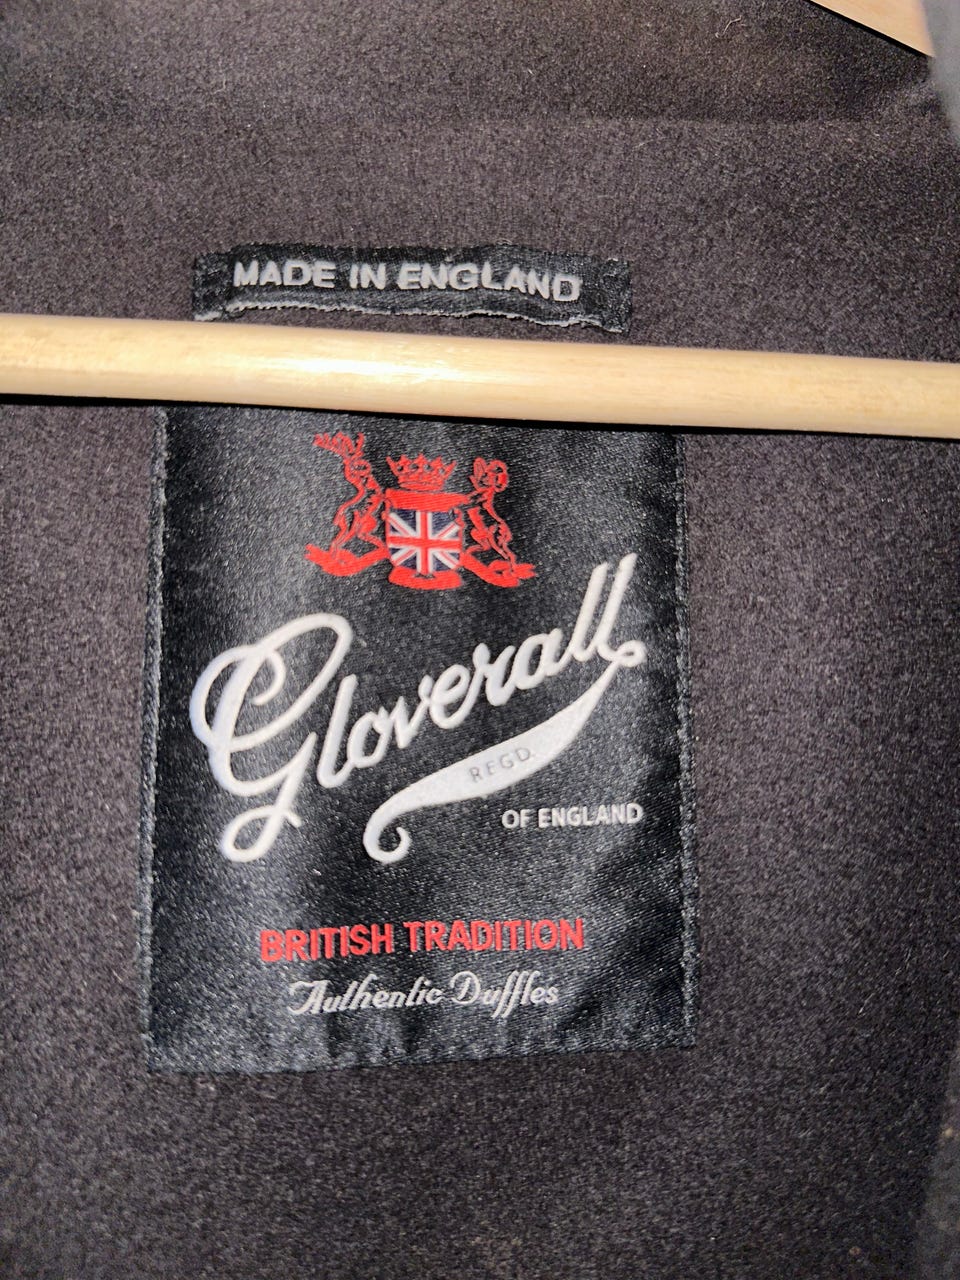 MADE IN ENGLAND
Gloverall
REGD
OF ENGLAND
BRITISH TRADITION
Authentic Duffles